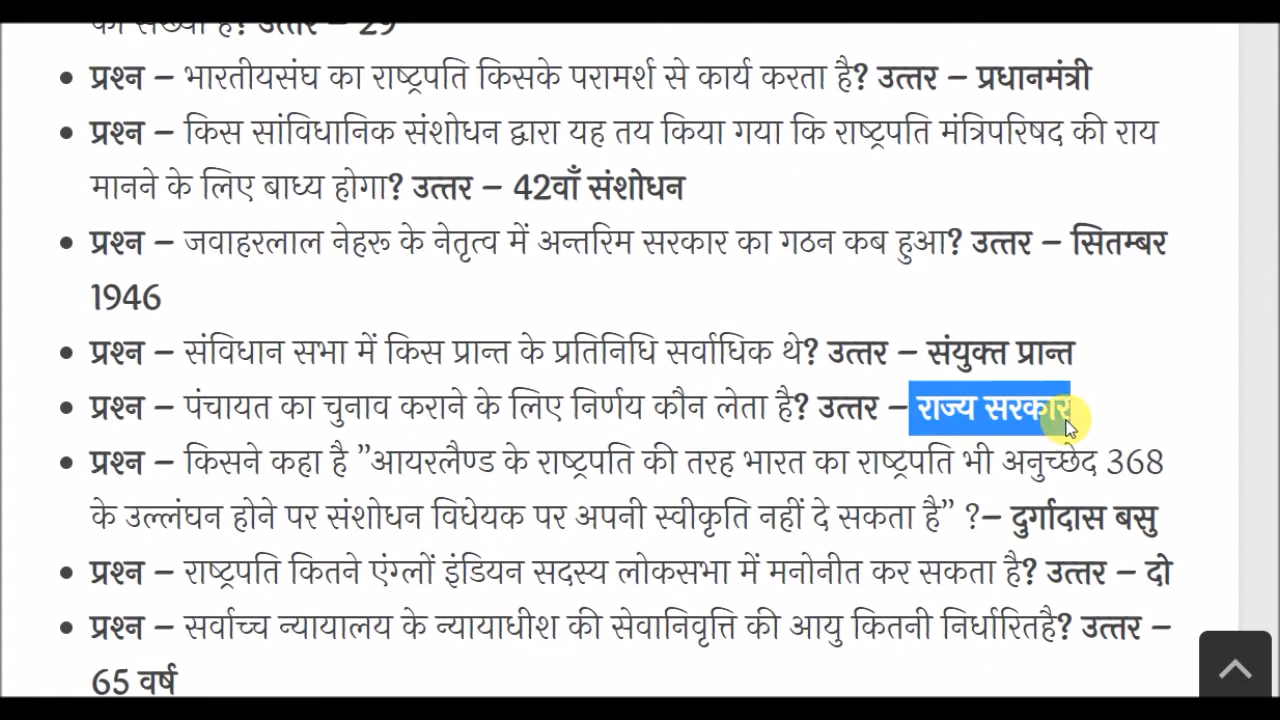 की संख्या है? उत्तर – 29
• प्रश्न – भारतीयसंघ का राष्ट्रपति किसके परामर्श से कार्य करता है? उत्तर – प्रधानमंत्री
• प्रश्न – किस सांविधानिक संशोधन द्वारा यह तय किया गया कि राष्ट्रपति मंत्रिपरिषद की राय
मानने के लिए बाध्य होगा? उत्तर – 42वाँ संशोधन
• प्रश्न – जवाहरलाल नेहरू के नेतृत्व में अन्तरिम सरकार का गठन कब हुआ? उत्तर – सितम्बर
1946
• प्रश्न – संविधान सभा में किस प्रान्त के प्रतिनिधि सर्वाधिक थे? उत्तर – संयुक्त प्रान्त
• प्रश्न – पंचायत का चुनाव कराने के लिए निर्णय कौन लेता है? उत्तर – राज्य सरकार
• प्रश्न – किसने कहा है ”आयरलैण्ड के राष्ट्रपति की तरह भारत का राष्ट्रपति भी अनुच्छेद 368
के उल्लंघन होने पर संशोधन विधेयक पर अपनी स्वीकृति नहीं दे सकता है” ?– दुर्गादास बसु
• प्रश्न – राष्ट्रपति कितने एंग्लों इंडियन सदस्य लोकसभा में मनोनीत कर सकता है? उत्तर – दो
• प्रश्न – सर्वाच्च न्यायालय के न्यायाधीश की सेवानिवृत्ति की आयु कितनी निर्धारितहै? उत्तर –
65 वर्ष